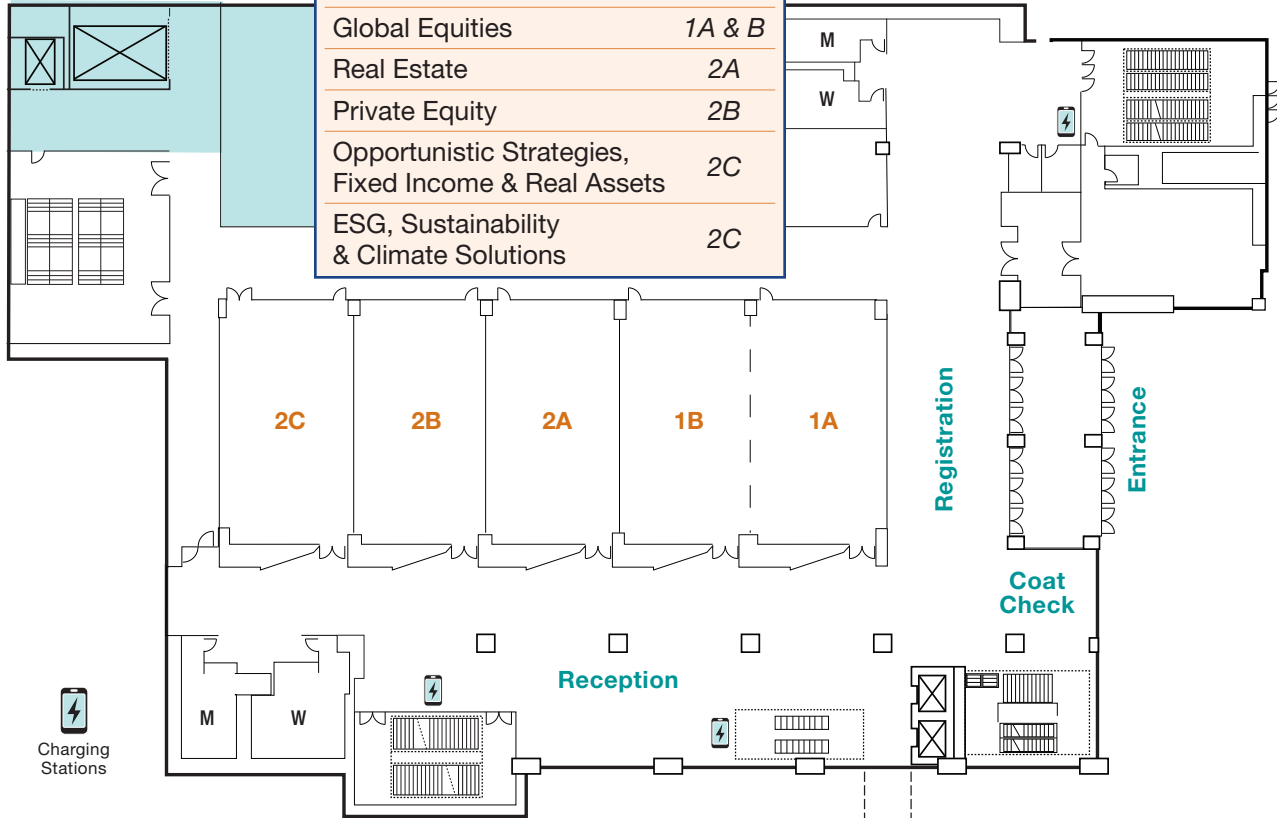 Global Equities 1A & B
Real Estate 2A
Private Equity 2B
Opportunistic Strategies,
Fixed Income & Real Assets 2C
ESG, Sustainability
& Climate Solutions 2C
M
W
2C 2B 2A 1B 1A
Registration
Entrance
Coat
Check
Reception
M W
Charging
Stations